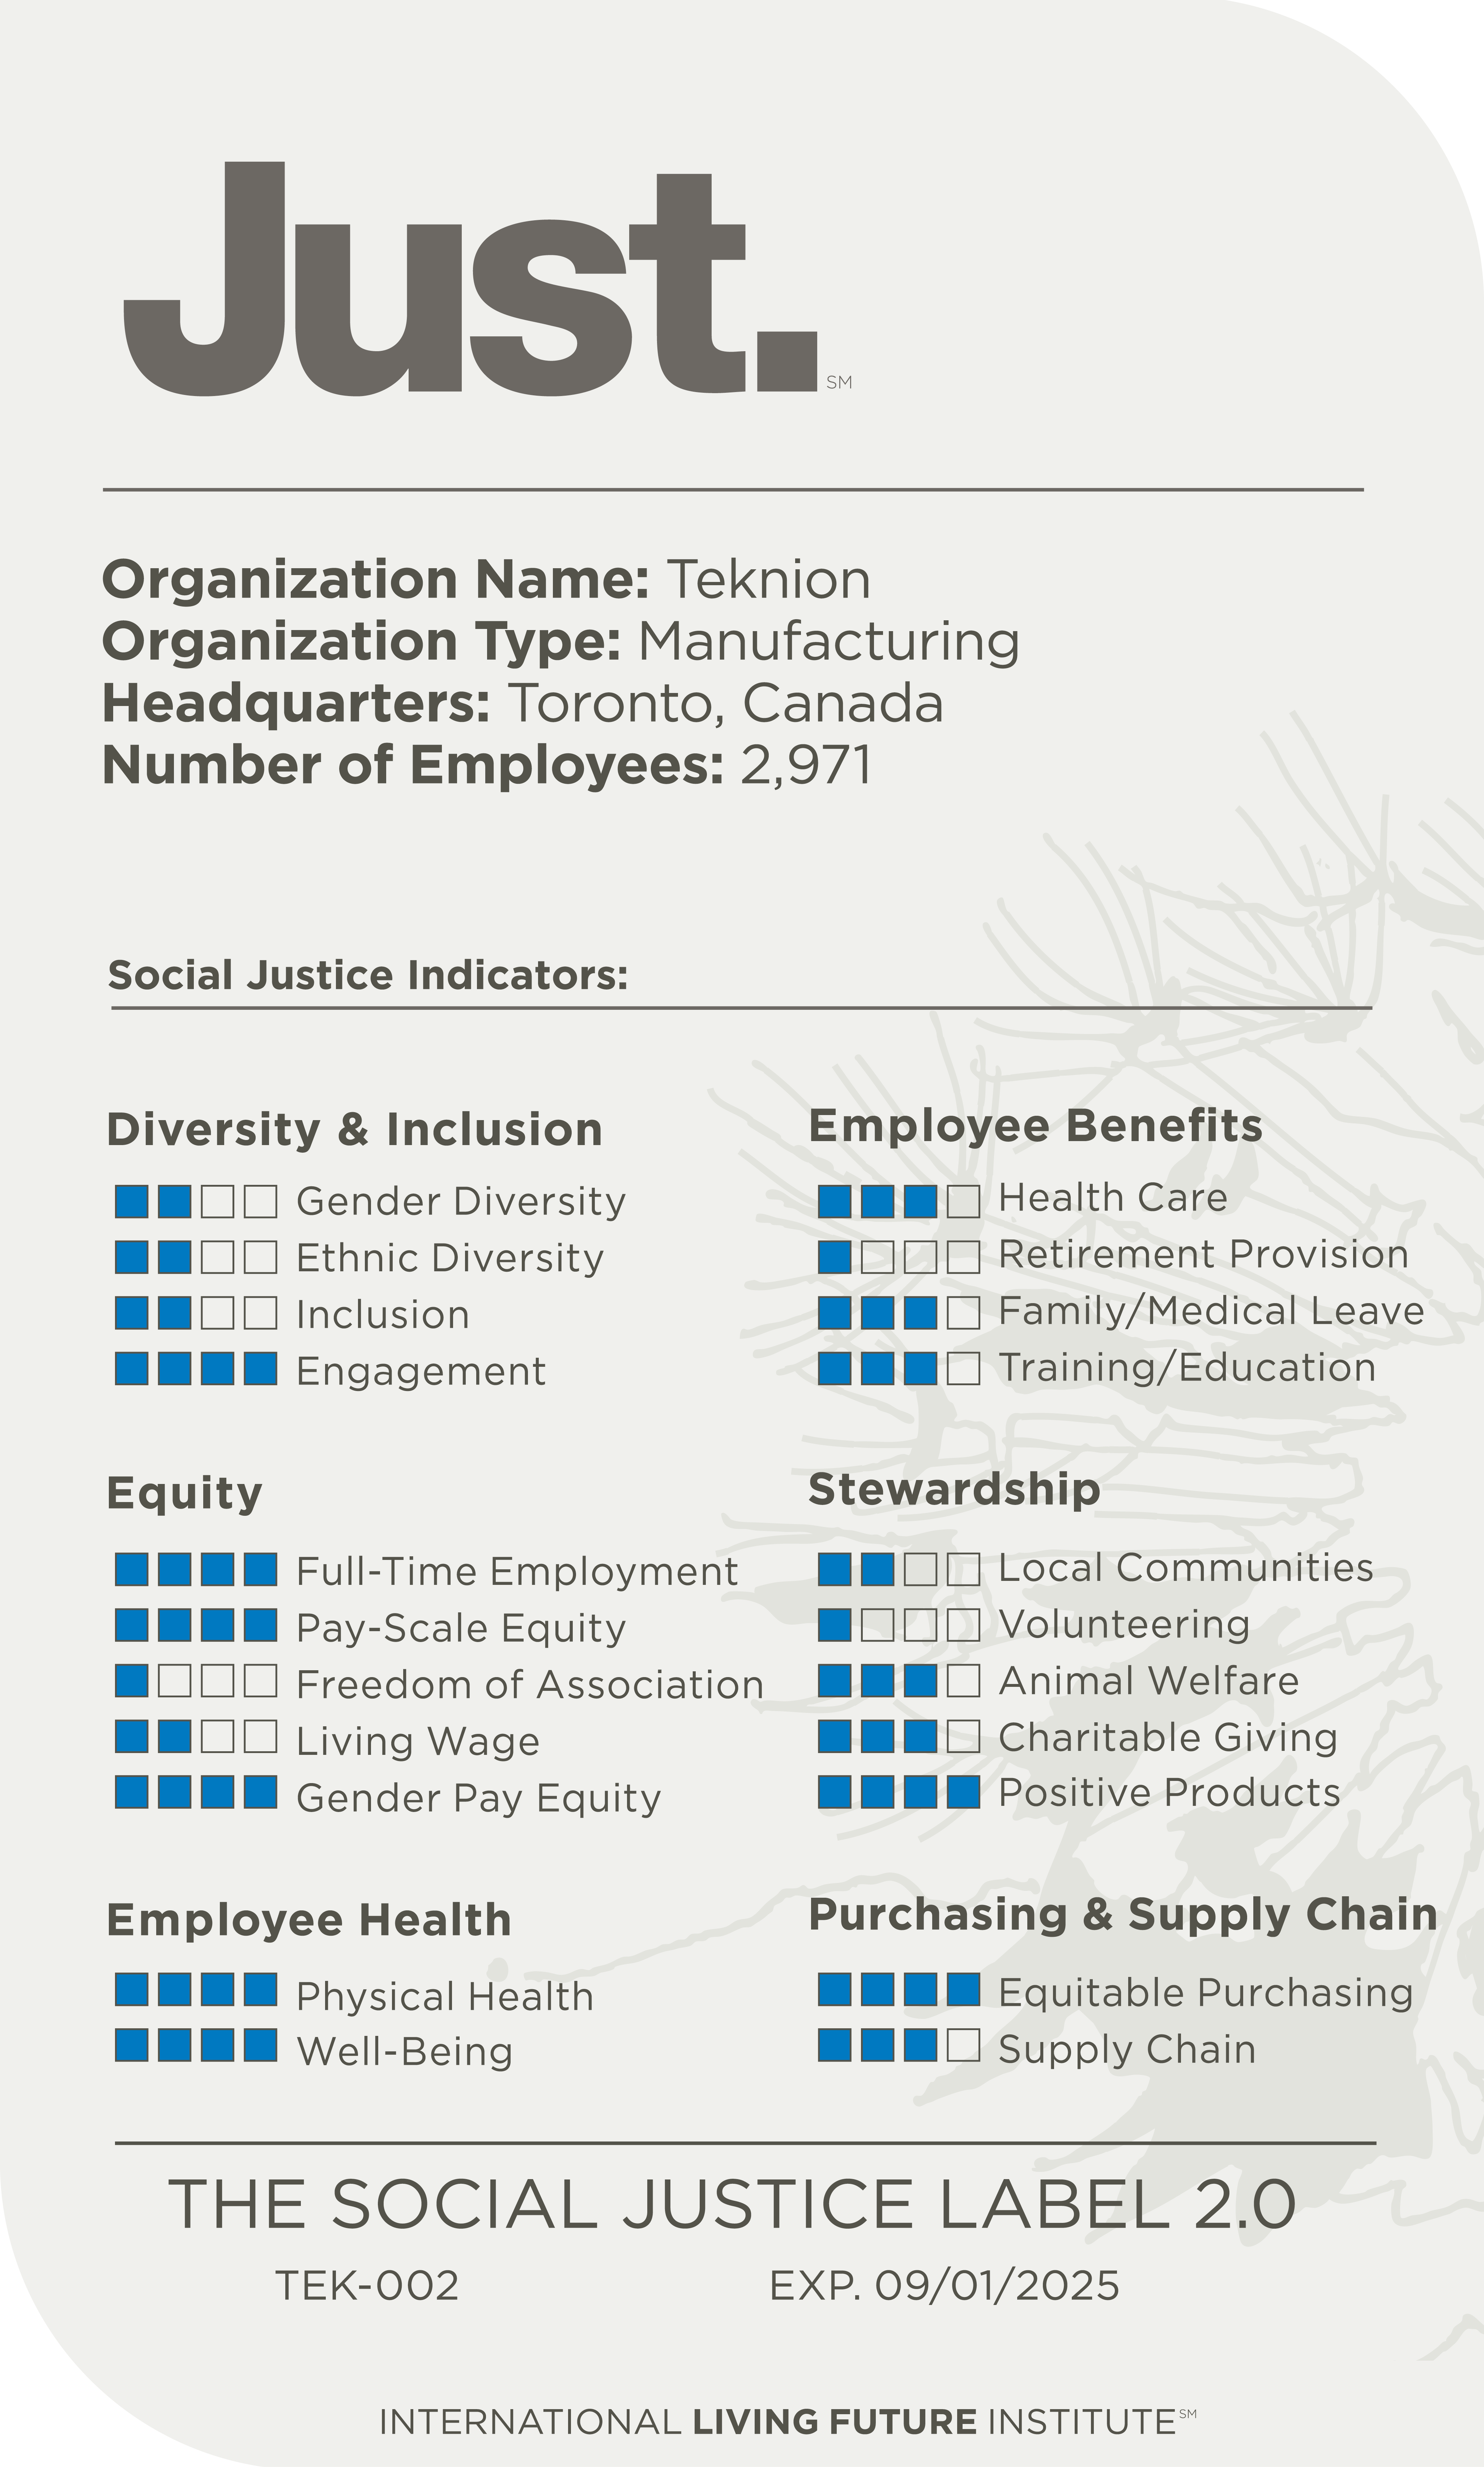 Just.
SM
Organization Name: Teknion
Organization Type: Manufacturing
Headquarters: Toronto, Canada
Number of Employees: 2,971
Social Justice Indicators:
Diversity & Inclusion
Gender Diversity
Ethnic Diversity
Inclusion
Engagement
Equity
Full-Time Employment
Pay-Scale Equity
Freedom of Association
Living Wage
Gender Pay Equity
Employee Health
Physical Health
Well-Being
Employee Benefits
Health Care
Retirement Provision
Family/Medical Leave
Training/Education
Stewardship
Local Communities
Volunteering
Animal Welfare
Charitable Giving
Positive Products
Purchasing & Supply Chain
Equitable Purchasing
Supply Chain
THE SOCIAL JUSTICE LABEL 2.0
TEK-002 EXP. 09/01/2025
INTERNATIONAL LIVING FUTURE INSTITUTE SM